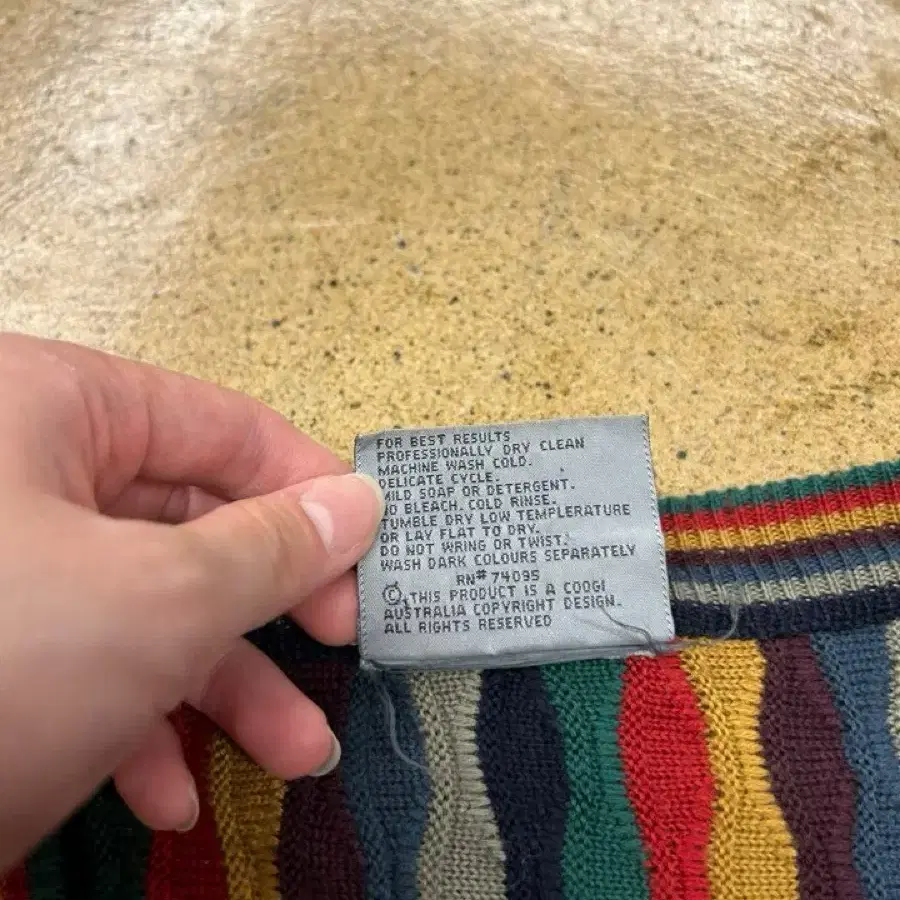 FOR BEST RESULTS
PROFESSIONALLY DRY CLEAN
MACHINE WASH COLD.
DELICATE CYCLE.
MILD SOAP OR DETERGENT.
NO BLEACH. COLD RINSE.
TUMBLE DRY LOW TEMPLERATURE
OR LAY FLAT TO DRY.
DO NOT WRING OR TWIST.
WASH DARK COLOURS SEPARATELY
RN# 74095
© THIS PRODUCT IS A COOGI
AUSTRALIA COPYRIGHT DESIGN.
ALL RIGHTS RESERVED